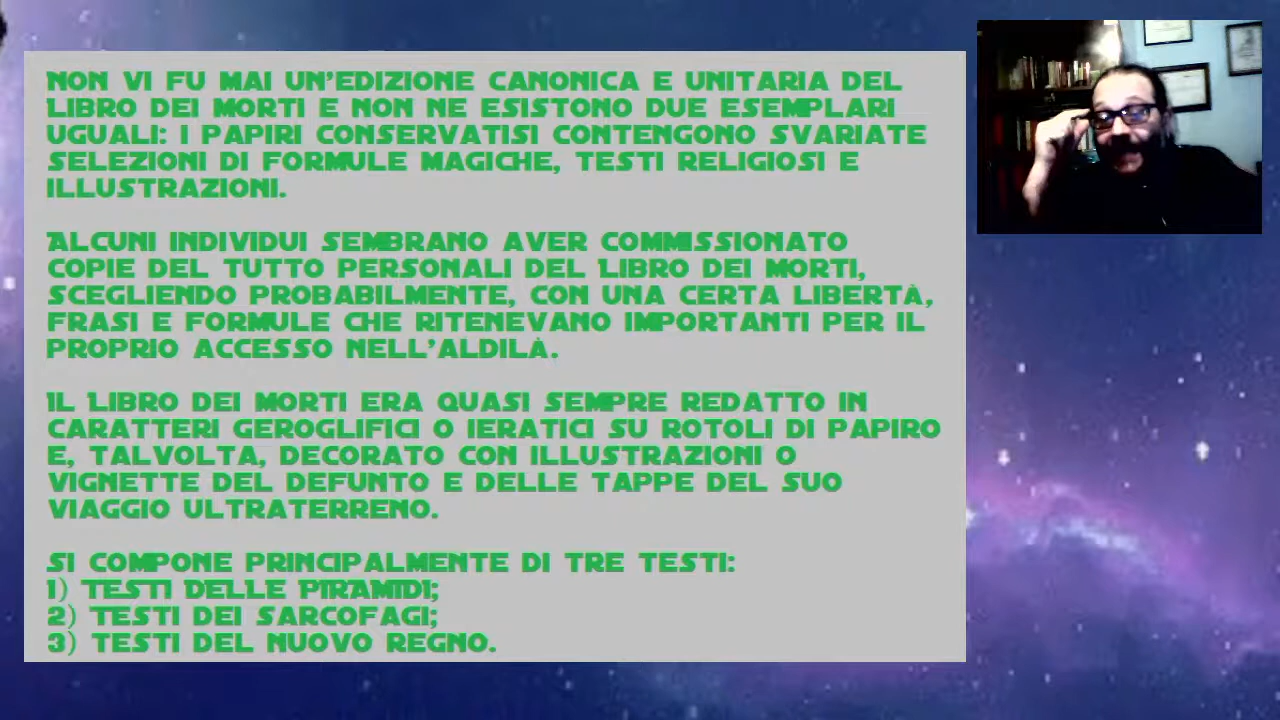 NON VI FU MAI UN'EDIZIONE CANONICA E UNITARIA DEL
LIBRO DEI MORTI E NON NE ESISTONO DUE ESEMPLARI
UGUALI: I PAPIRI CONSERVATISI CONTENGONO SVARIATE
SELEZIONI DI FORMULE MAGICHE, TESTI RELIGIOSI E
ILLUSTRAZIONI.
ALCUNI INDIVIDUI SEMBRANO AVER COMMISSIONATO
COPIE DEL TUTTO PERSONALI DEL LIBRO DEI MORTI,
SCEGLIENDO PROBABILMENTE, CON UNA CERTA LIBERTÀ,
FRASI E FORMULE CHE RITENEVANO IMPORTANTI PER IL
PROPRIO ACCESSO NELL'ALDILÀ.
IL LIBRO DEI MORTI ERA QUASI SEMPRE REDATTO IN
CARATTERI GEROGLIFICI O IERATICI SU ROTOLI DI PAPIRO
E, TALVOLTA, DECORATO CON ILLUSTRAZIONI O
VIGNETTE DEL DEFUNTO E DELLE TAPPE DEL SUO
VIAGGIO ULTRATERRENO.
SI COMPONE PRINCIPALMENTE DI TRE TESTI:
1) TESTI DELLE PIRAMIDI;
2) TESTI DEI SARCOFAGI;
3) TESTI DEL NUOVO REGNO.